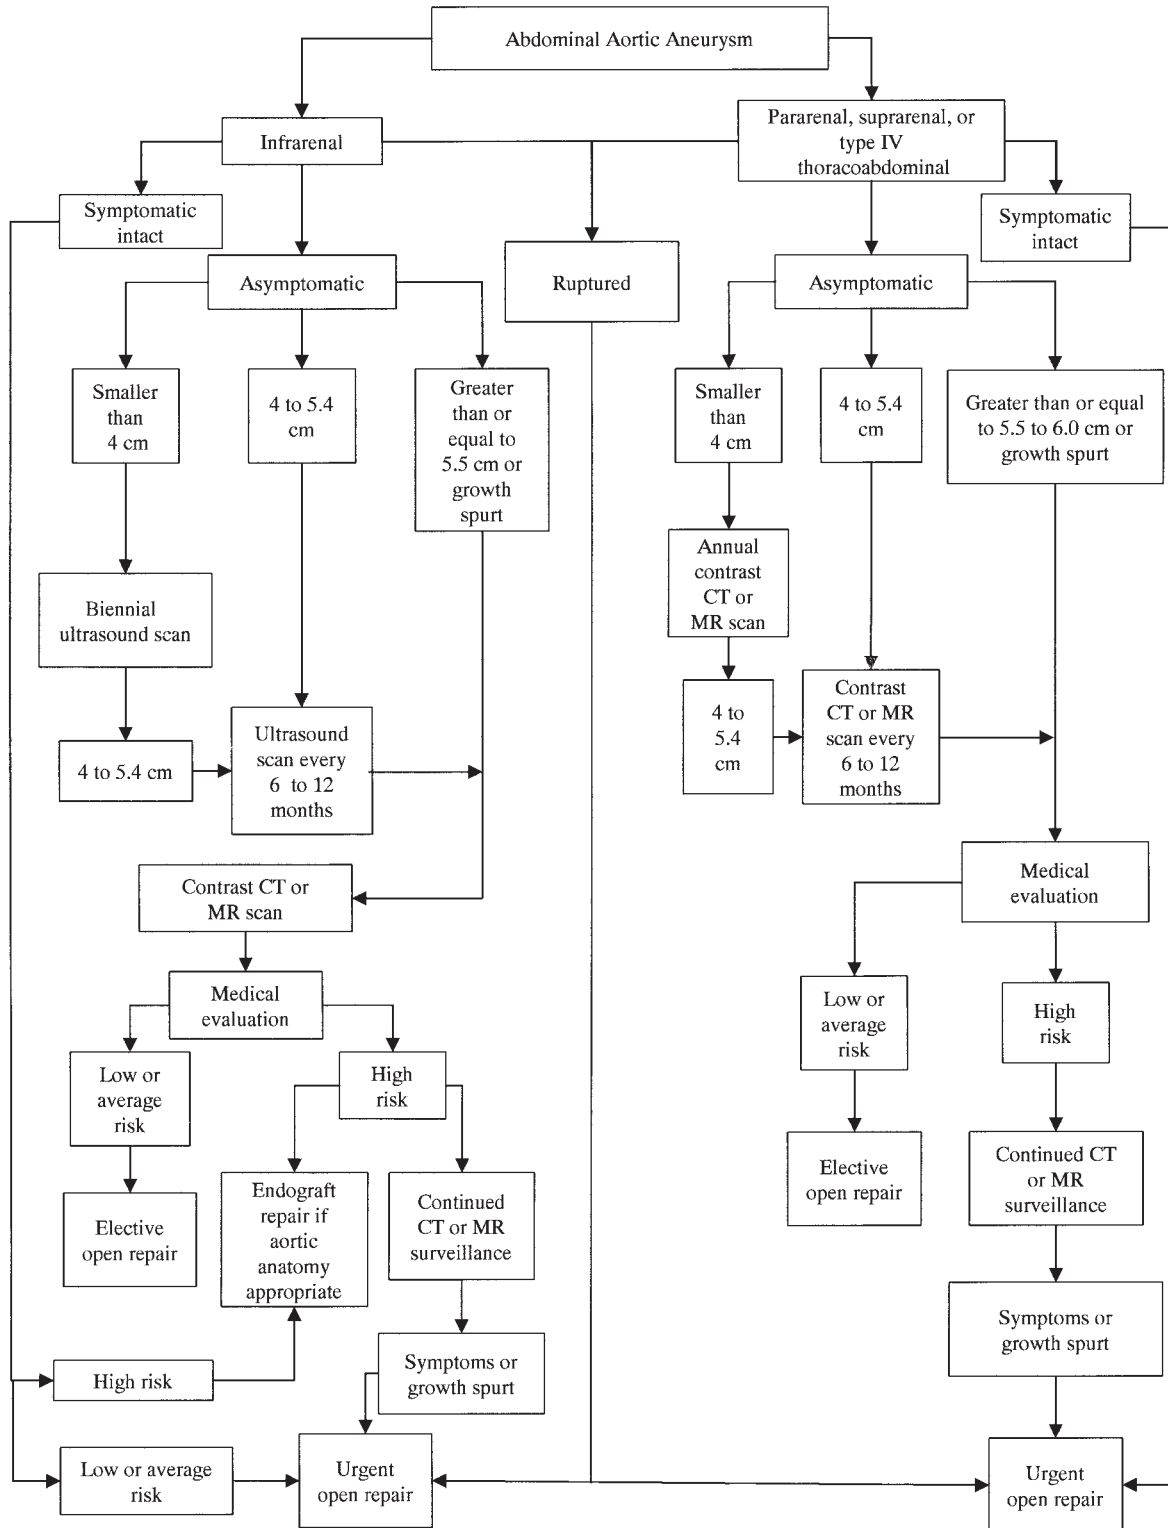 Abdominal Aortic Aneurysm
Infrarenal
Pararenal, suprarenal, or
type IV
thoracoabdominal
Symptomatic
intact
Symptomatic
intact
Asymptomatic
Ruptured
Asymptomatic
Smaller
than
4 cm
4 to 5.4
cm
Greater
than or
equal to
5.5 cm or
growth
spurt
Smaller
than
4 cm
4 to 5.4
cm
Greater than or equal
to 5.5 to 6.0 cm or
growth spurt
Biennial
ultrasound scan
Annual
contrast
CT or
MR scan
4 to 5.4 cm
Ultrasound
scan every
6 to 12
months
4 to
5.4
cm
Contrast
CT or MR
scan every
6 to 12
months
Contrast CT or
MR scan
Medical
evaluation
Medical
evaluation
Low or
average
risk
High
risk
Low or
average
risk
High
risk
Elective
open repair
Endograft
repair if
aortic
anatomy
appropriate
Continued
CT or MR
surveillance
Elective
open repair
Continued CT
or MR
surveillance
High risk
Symptoms or
growth spurt
Symptoms or
growth spurt
Low or average
risk
Urgent
open repair
Urgent
open repair